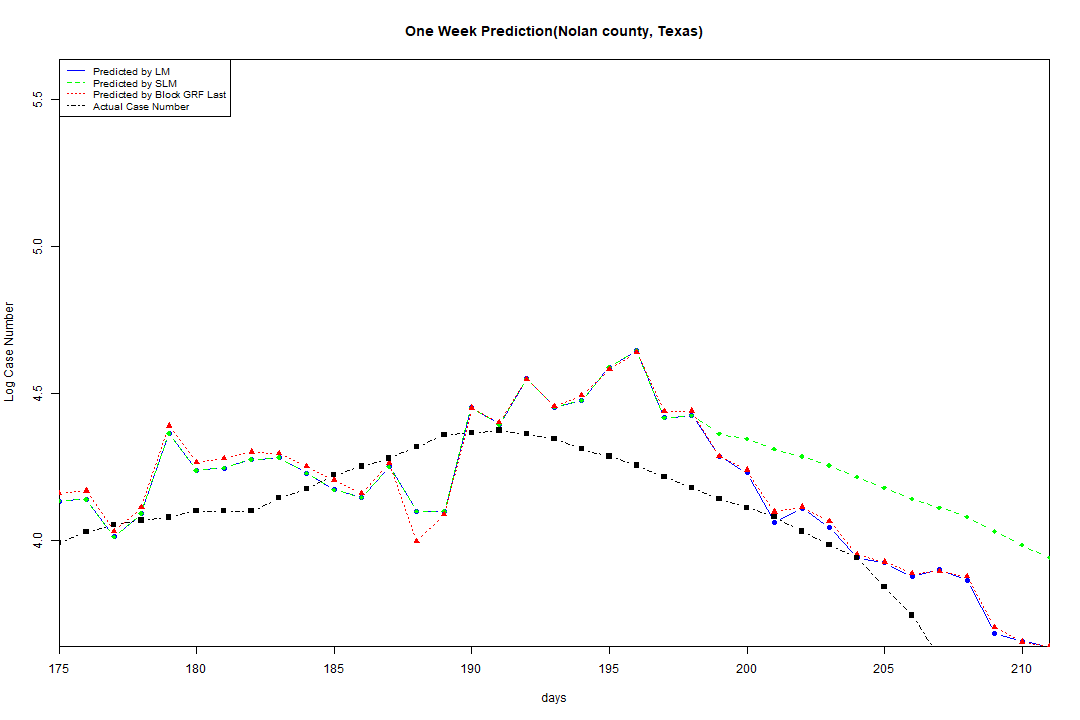 One Week Prediction(Nolan county, Texas)
Predicted by LM
Predicted by SLM
Predicted by Block GRF Last
Actual Case Number
5.5
5.0
4.5
4.0
Log Case Number
175 180 185 190 195 200 205 210
days